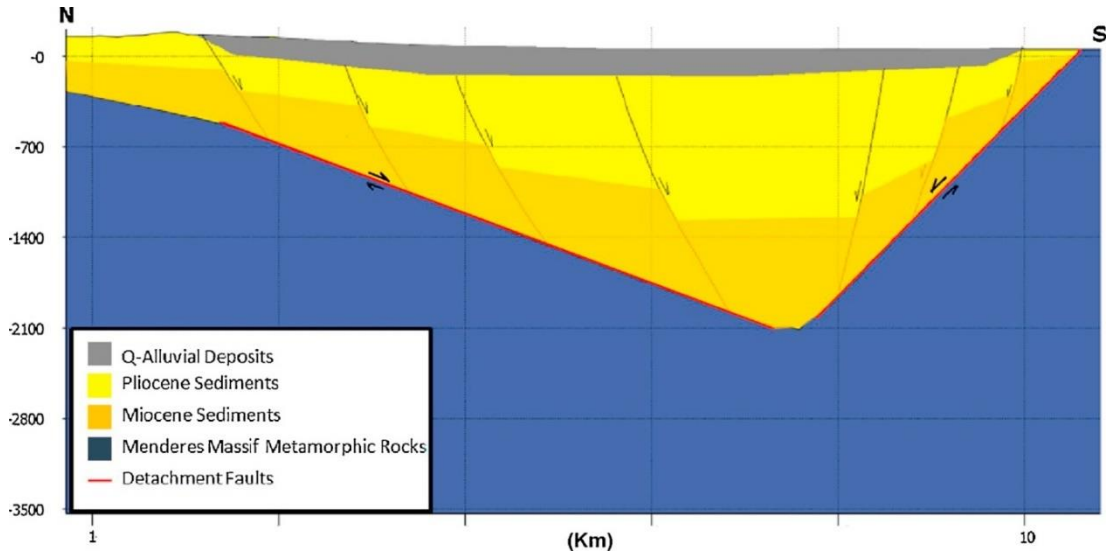 N
S
-0
-700
-1400
-2100
-2800
-3500
Q-Alluvial Deposits
Pliocene Sediments
Miocene Sediments
Menderes Massif Metamorphic Rocks
Detachment Faults
1
(Km)
10